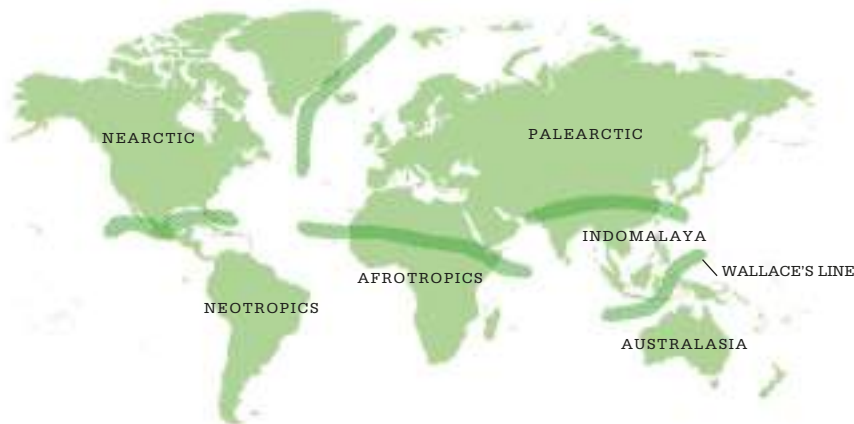 NEARCTIC
PALEARCTIC
INDOMALAYA
WALLACE'S LINE
AFROTROPICS
NEOTROPICS
AUSTRALASIA